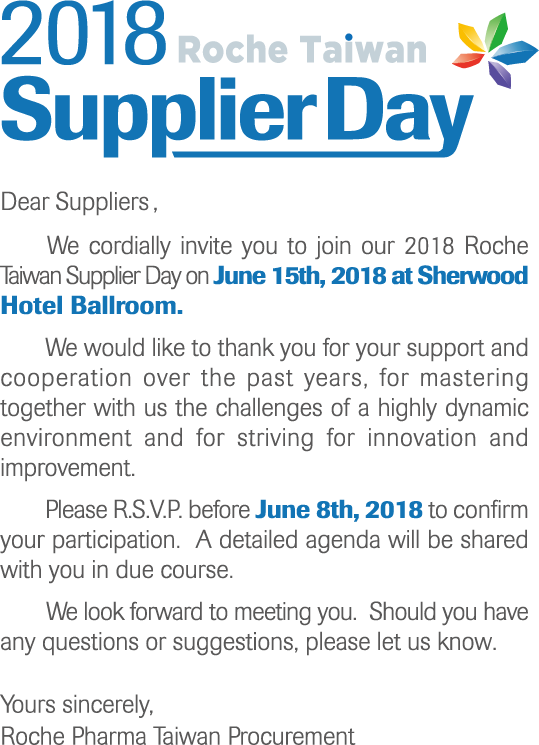 2018 Roche Taiwan
Supplier Day
Dear Suppliers ,
We cordially invite you to join our 2018 Roche
Taiwan Supplier Day on June 15th, 2018 at Sherwood
Hotel Ballroom.
We would like to thank you for your support and
cooperation over the past years, for mastering
together with us the challenges of a highly dynamic
environment and for striving for innovation and
improvement.
Please R.S.V.P. before June 8th, 2018 to confirm
your participation.  A detailed agenda will be shared
with you in due course.
We look forward to meeting you.  Should you have
any questions or suggestions, please let us know.
Yours sincerely,
Roche Pharma Taiwan Procurement